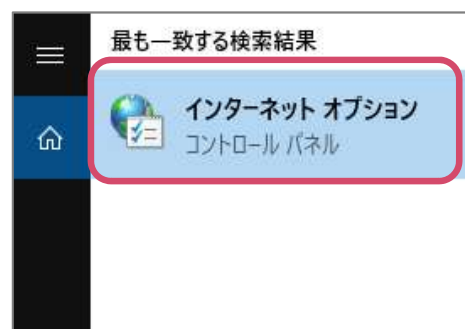 最も一致する検索結果
インターネット オプション
コントロール パネル